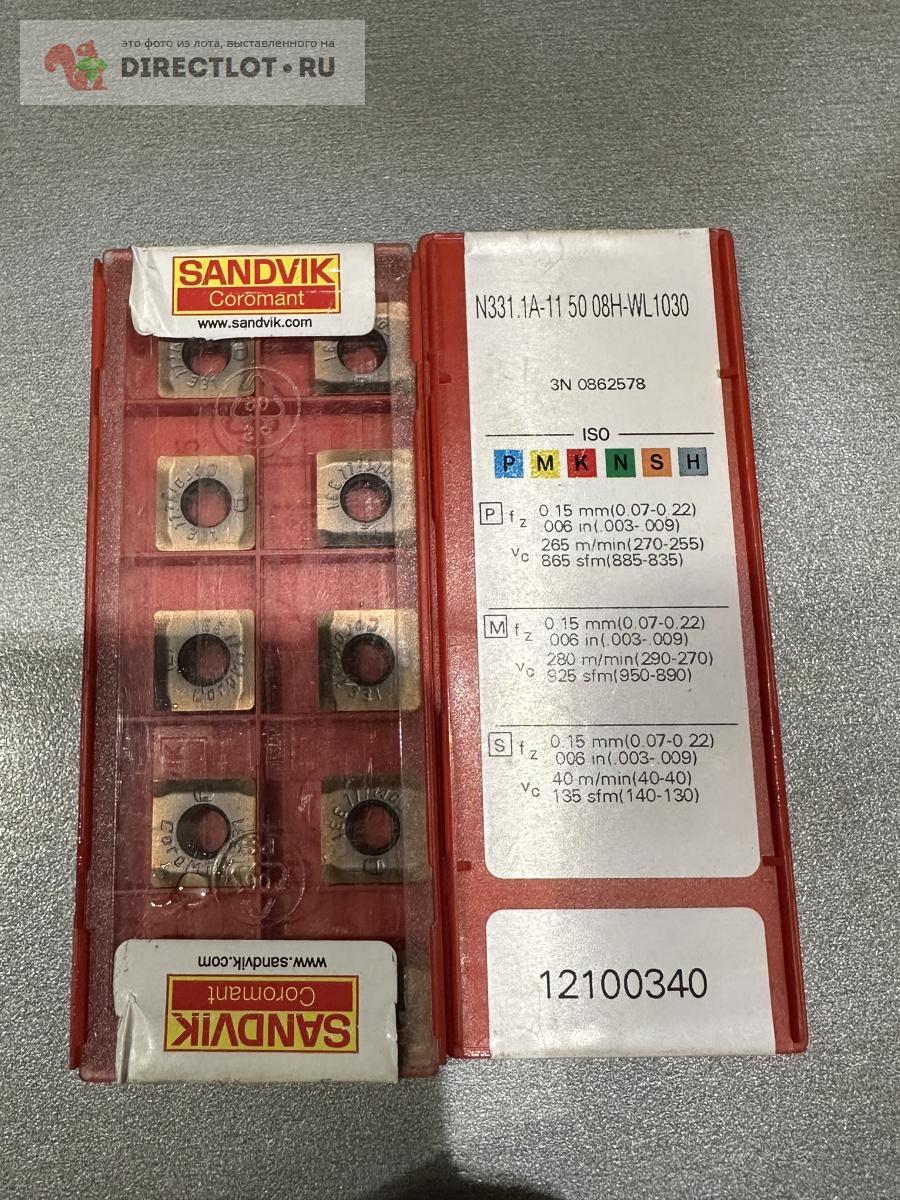 это фото из лота, выставленного на
DIRECTLOT.RU
SANDVIK
Coromant
www.sandvik.com
www.sandvik.com
Coromant
SANDVIK
N331.1A-11 50 08H-WL1030
3N 0862578
ISO
P M K N S H
P fz 0.15 mm(0.07-0.22)
.006 in(.003-.009)
vc 265 m/min(270-255)
865 sfm(885-835)
M fz 0.15 mm(0.07-0.22)
.006 in(.003-.009)
vc 280 m/min(290-270)
925 sfm(950-890)
S fz 0.15 mm(0.07-0.22)
.006 in(.003-.009)
vc 40 m/min(40-40)
135 sfm(140-130)
12100340